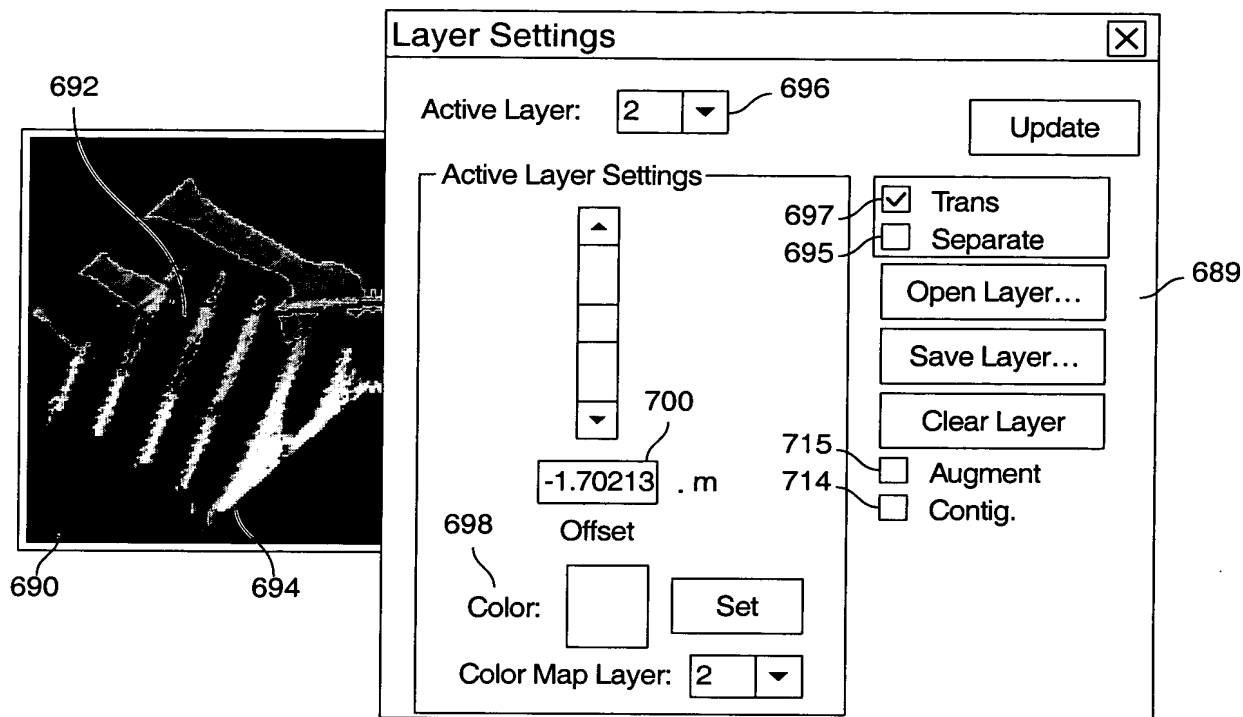 Layer Settings
692
Active Layer: 2
696
Update
Active Layer Settings
697
Trans
695
Separate
689
Open Layer...
Save Layer...
700
Clear Layer
715
Augment
-1.70213 . m
714
Contig.
698
Offset
690
694
Color:
Set
Color Map Layer: 2